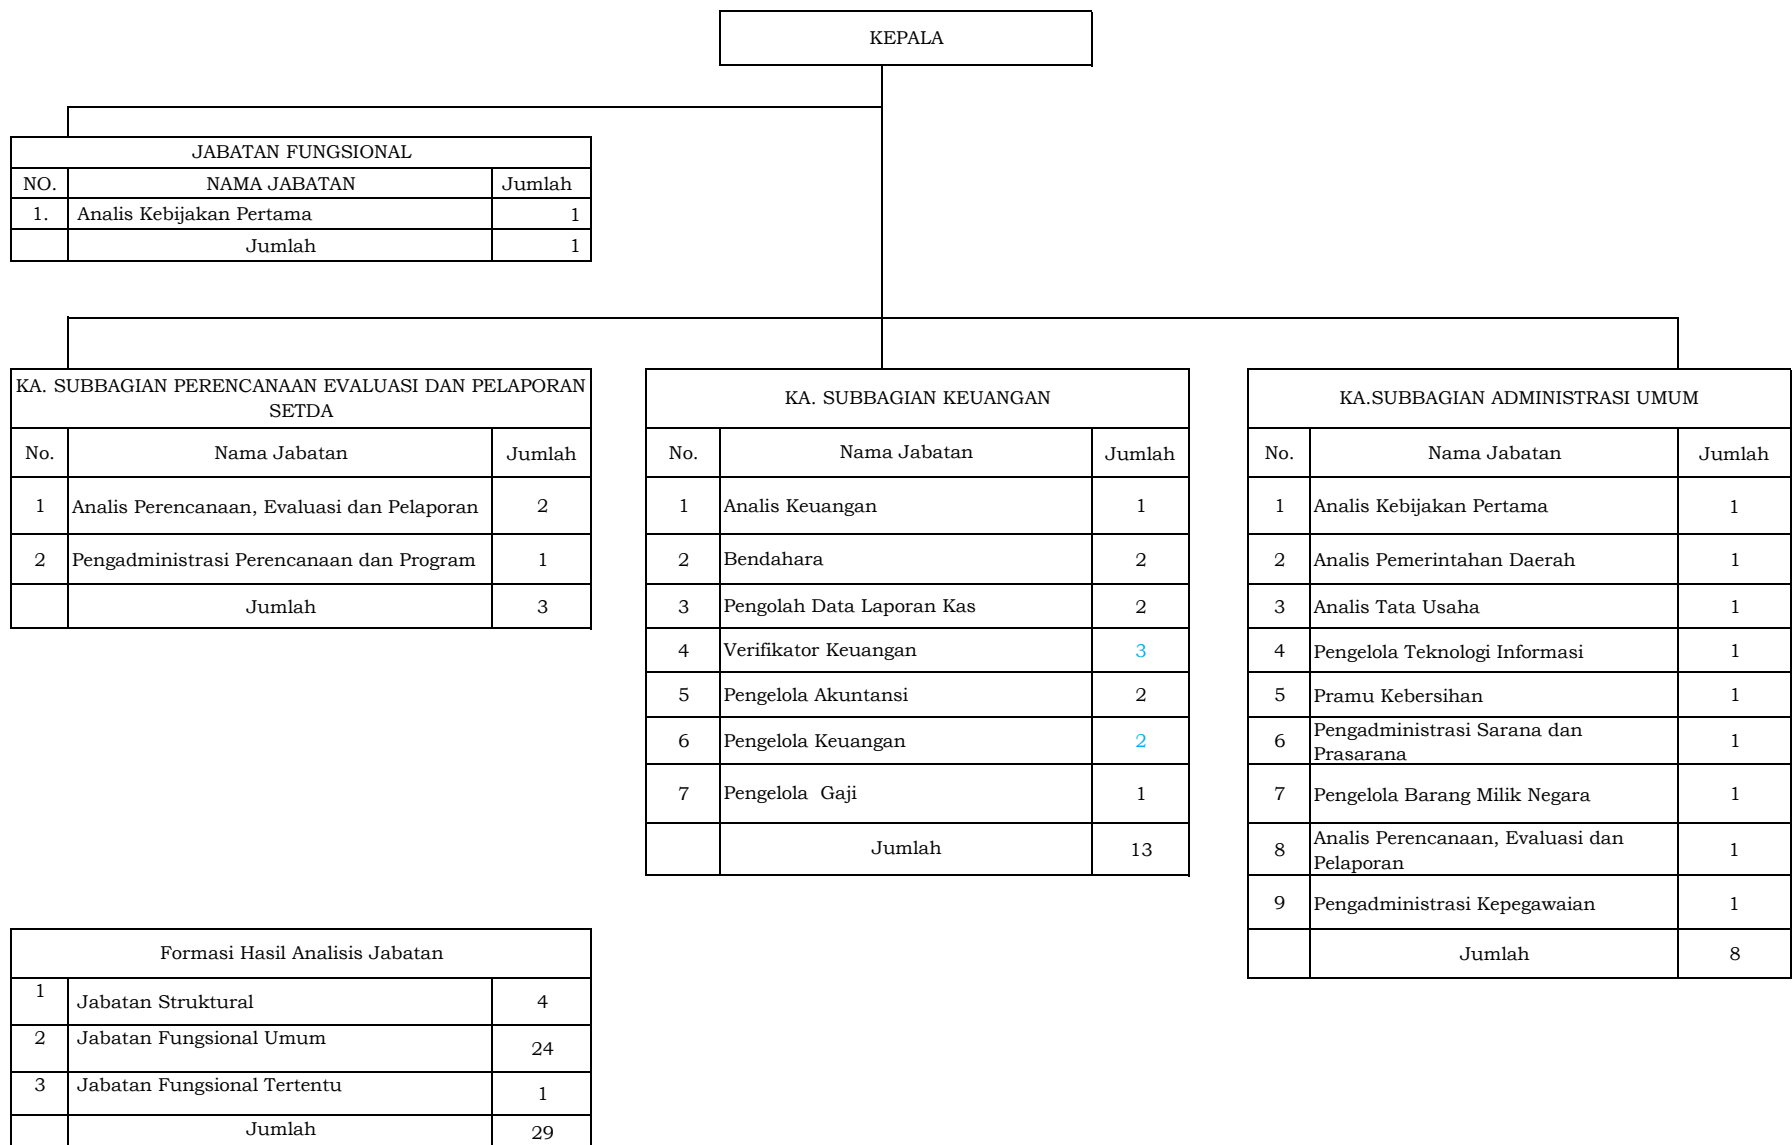 KEPALA
JABATAN FUNGSIONAL
NO. NAMA JABATAN Jumlah
1. Analis Kebijakan Pertama 1
Jumlah 1
KA. SUBBAGIAN PERENCANAAN EVALUASI DAN PELAPORAN
SETDA
No. Nama Jabatan Jumlah
1 Analis Perencanaan, Evaluasi dan Pelaporan 2
2 Pengadministrasi Perencanaan dan Program 1
Jumlah 3
KA. SUBBAGIAN KEUANGAN
No. Nama Jabatan Jumlah
1 Analis Keuangan 1
2 Bendahara 2
3 Pengolah Data Laporan Kas 2
4 Verifikator Keuangan 3
5 Pengelola Akuntansi 2
6 Pengelola Keuangan 2
7 Pengelola Gaji 1
Jumlah 13
KA.SUBBAGIAN ADMINISTRASI UMUM
No. Nama Jabatan Jumlah
1 Analis Kebijakan Pertama 1
2 Analis Pemerintahan Daerah 1
3 Analis Tata Usaha 1
4 Pengelola Teknologi Informasi 1
5 Pramu Kebersihan 1
6 Pengadministrasi Sarana dan
Prasarana 1
7 Pengelola Barang Milik Negara 1
8 Analis Perencanaan, Evaluasi dan
Pelaporan 1
9 Pengadministrasi Kepegawaian 1
Jumlah 8
Formasi Hasil Analisis Jabatan
1 Jabatan Struktural 4
2 Jabatan Fungsional Umum 24
3 Jabatan Fungsional Tertentu 1
Jumlah 29